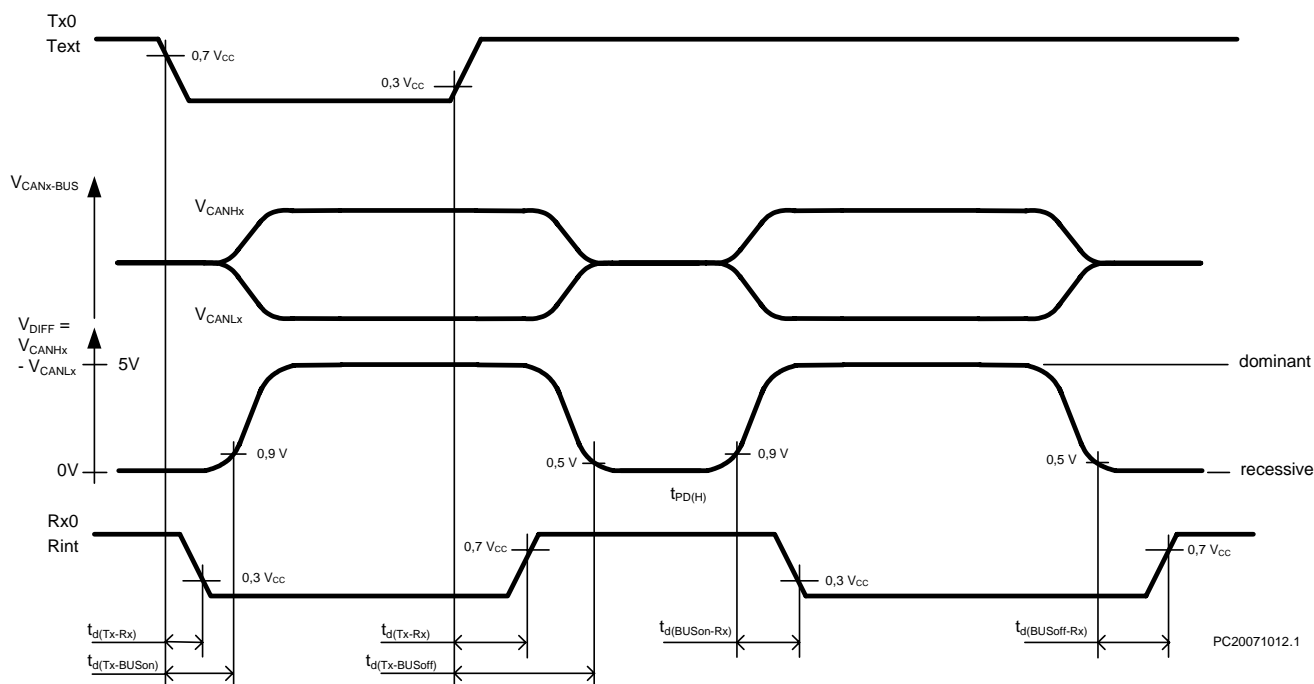 Tx0
Text
0,7 VCC
0,3 VCC
VCANx-BUS
VCANHx
VCANLx
VDIFF =
VCANHx
- VCANLx
5V
dominant
0,9 V
0,5 V
0,9 V
0,5 V
0V
recessive
tPD(H)
Rx0
Rint
0,7 VCC
0,7 VCC
0,3 VCC
0,3 VCC
td(Tx-Rx)
td(Tx-Rx)
td(BUSon-Rx)
td(BUSoff-Rx)
PC20071012.1
td(Tx-BUSon)
td(Tx-BUSoff)